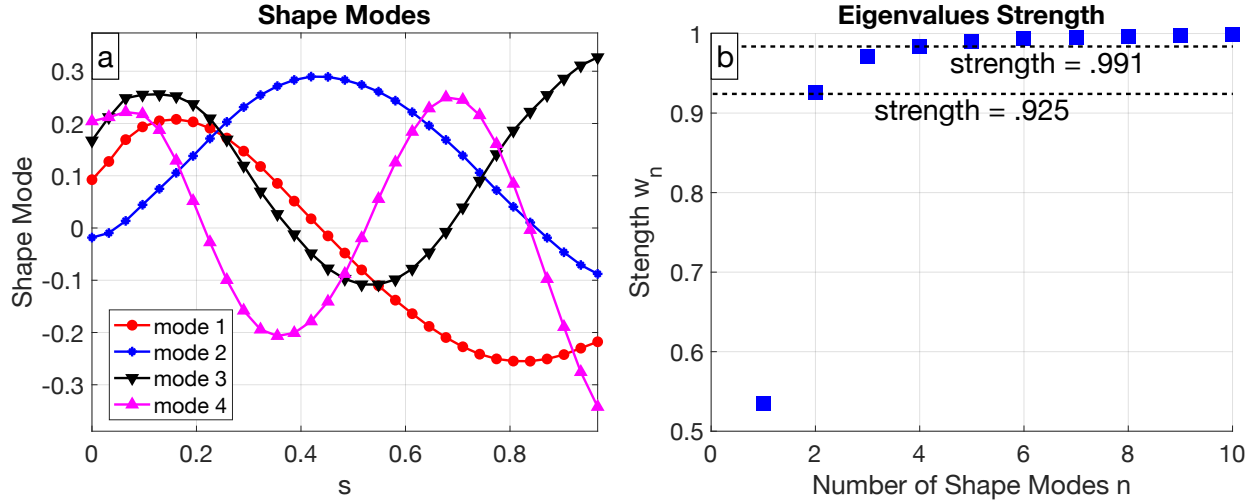 Shape Modes
a
Shape Mode
0.3
0.2
0.1
0
-0.1
-0.2
-0.3
mode 1
mode 2
mode 3
mode 4
0
0.2
0.4
0.6
0.8
s
Eigenvalues Strength
b
strength = .991
strength = .925
Stength wn
1
0.9
0.8
0.7
0.6
0.5
0
2
4
6
8
10
Number of Shape Modes n